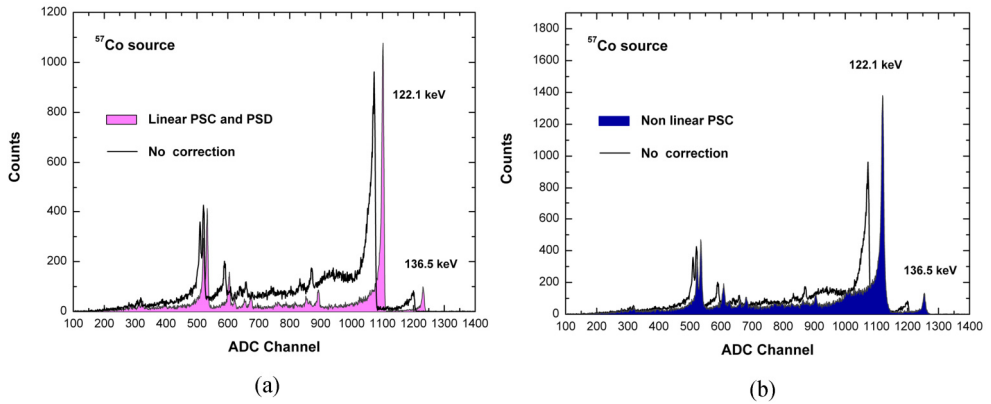 1200
1000
800
600
400
200
0
Counts
⁵⁷Co source
122.1 keV
Linear PSC and PSD
No correction
136.5 keV
100 200 300 400 500 600 700 800 900 1000 1100 1200 1300 1400
ADC Channel
(a)
1800
1600
1400
1200
1000
800
600
400
200
0
Counts
⁵⁷Co source
122.1 keV
Non linear PSC
No correction
136.5 keV
100 200 300 400 500 600 700 800 900 1000 1100 1200 1300 1400
ADC Channel
(b)